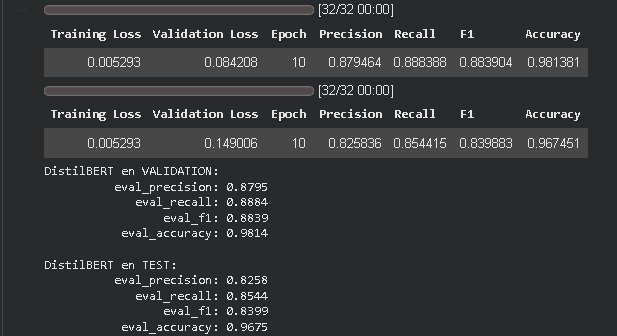 [32/32 00:00]
Training Loss Validation Loss Epoch Precision Recall F1 Accuracy
0.005293 0.084208 10 0.879464 0.888388 0.883904 0.981381
[32/32 00:00]
Training Loss Validation Loss Epoch Precision Recall F1 Accuracy
0.005293 0.149006 10 0.825836 0.854415 0.839883 0.967451
DistilBERT en VALIDATION:
eval_precision: 0.8795
eval_recall: 0.8884
eval_f1: 0.8839
eval_accuracy: 0.9814
DistilBERT en TEST:
eval_precision: 0.8258
eval_recall: 0.8544
eval_f1: 0.8399
eval_accuracy: 0.9675